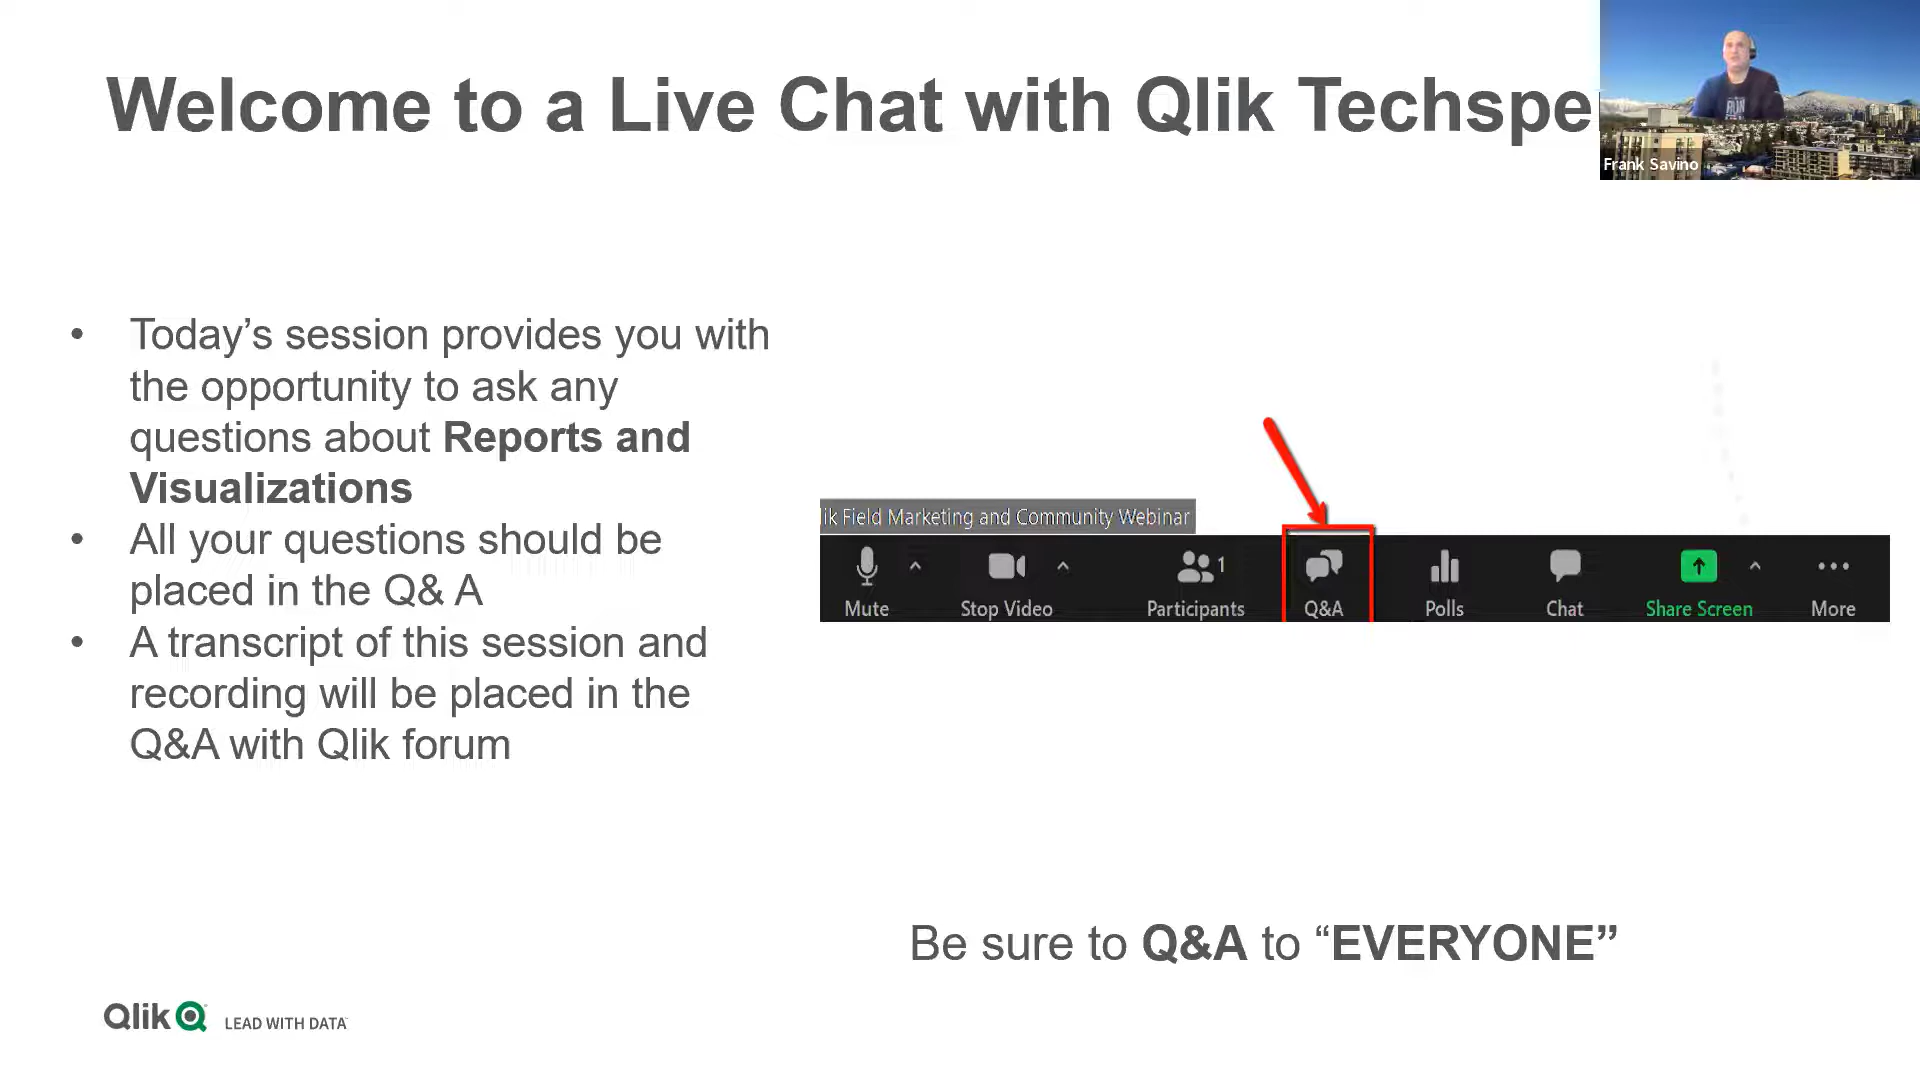 Welcome to a Live Chat with Qlik Techspe
Frank Savino
• Today’s session provides you with
the opportunity to ask any
questions about Reports and
Visualizations
• All your questions should be
placed in the Q& A
• A transcript of this session and
recording will be placed in the
Q&A with Qlik forum
lik Field Marketing and Community Webinar
1
Mute Stop Video Participants Q&A Polls Chat Share Screen More
Be sure to Q&A to “EVERYONE”
Qlik LEAD WITH DATA